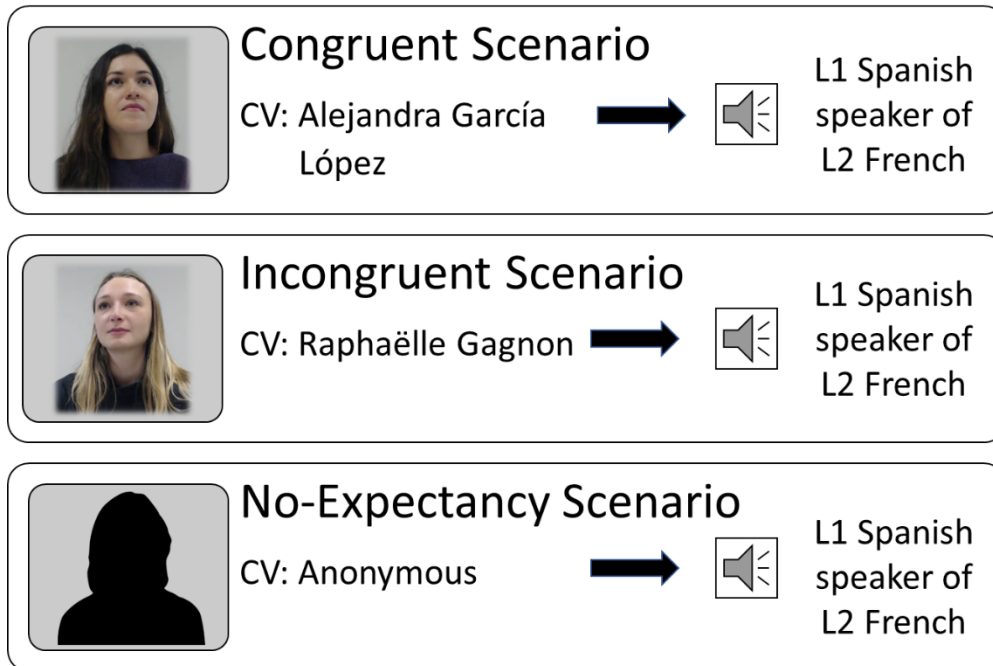 Congruent Scenario
CV: Alejandra García
López
L1 Spanish
speaker of
L2 French
Incongruent Scenario
CV: Raphaëlle Gagnon
L1 Spanish
speaker of
L2 French
No-Expectancy Scenario
CV: Anonymous
L1 Spanish
speaker of
L2 French